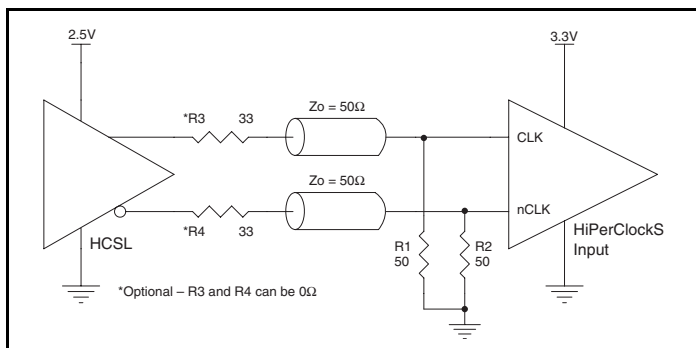 2.5V
3.3V
*R3
33
Zo = 50Ω
CLK
Zo = 50Ω
nCLK
HCSL
*R4
33
R1
50
R2
50
HiPerClockS
Input
*Optional – R3 and R4 can be 0Ω